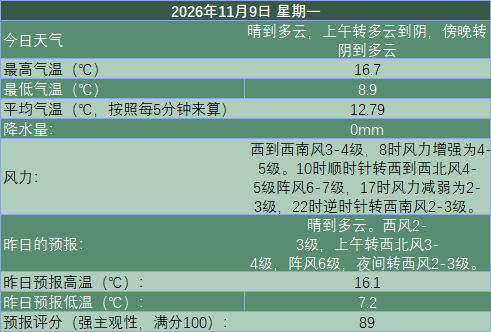 2026年11月9日 星期一
今日天气
晴到多云，上午转多云到阴，傍晚转
阴到多云
最高气温（℃）
16.7
最低气温（℃）
8.9
平均气温（℃，按照每5分钟来算）
12.79
降水量：
0mm
风力：
西到西南风3-4级，8时风力增强为4-
5级。10时顺时针转西到西北风4-
5级阵风6-7级，17时风力减弱为2-
3级，22时逆时针转西南风2-3级。
昨日的预报：
晴到多云。西风2-
3级，上午转西北风3-
4级，阵风6级，夜间转西风2-3级。
昨日预报高温（℃）：
16.1
昨日预报低温（℃）：
7.2
预报评分（强主观性，满分100）：
89